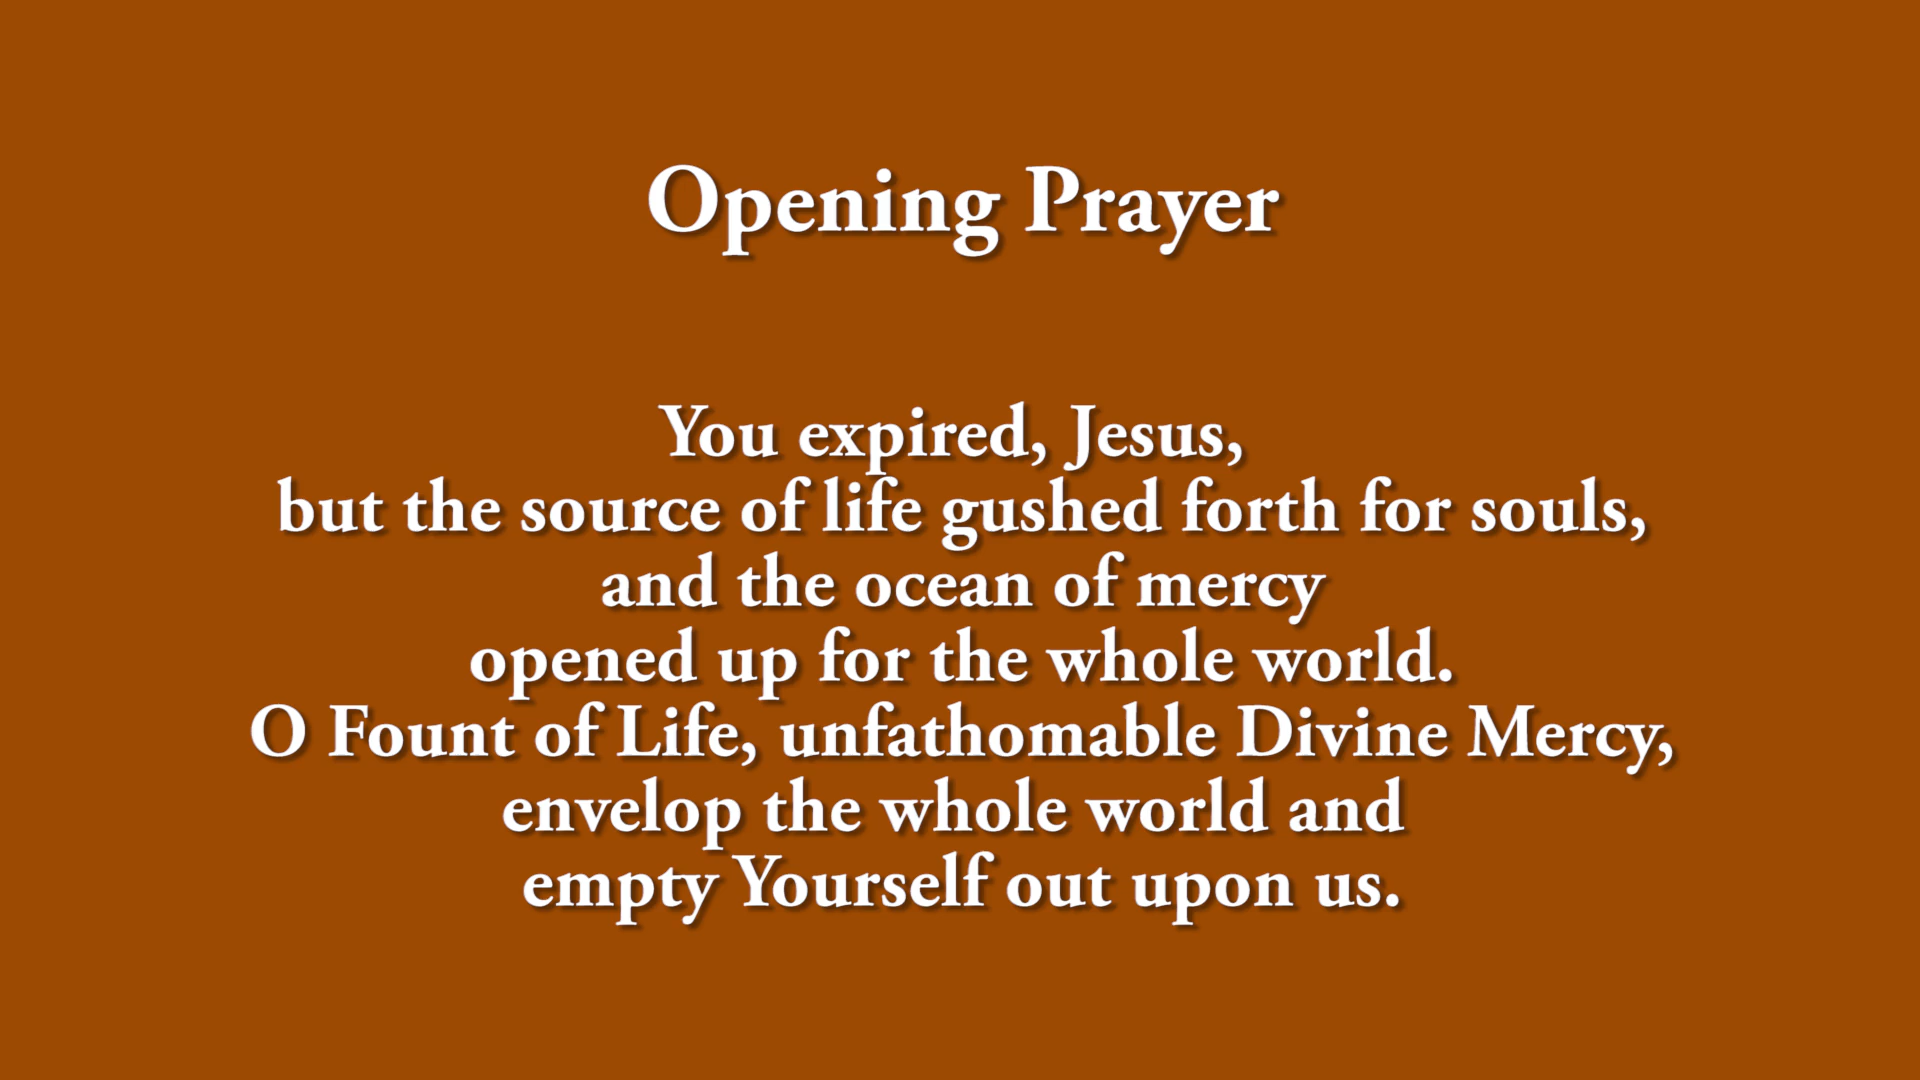 Opening Prayer
You expired, Jesus,
but the source of life gushed forth for souls,
and the ocean of mercy
opened up for the whole world.
O Fount of Life, unfathomable Divine Mercy,
envelop the whole world and
empty Yourself out upon us.